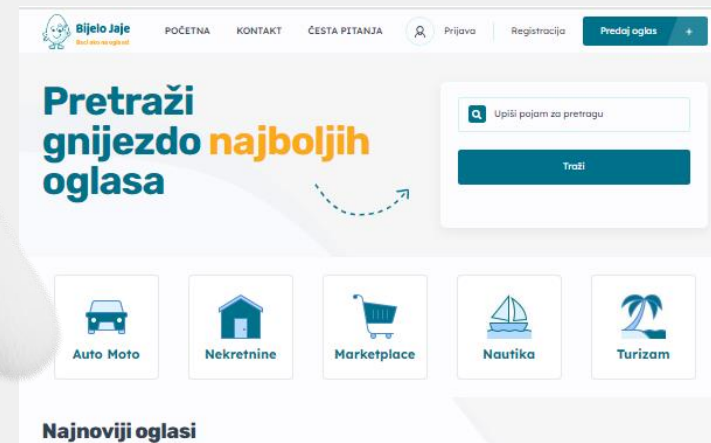 Bijelo Jaje
POČETNA
KONTAKT
ČESTA PITANJA
Prijava
Registracija
Predaj oglas +
Pretraži
gnijezdo najboljih
oglasa
Upiši pojam za pretragu
Traži
Auto Moto
Nekretnine
Marketplace
Nautika
Turizam
Najnoviji oglasi